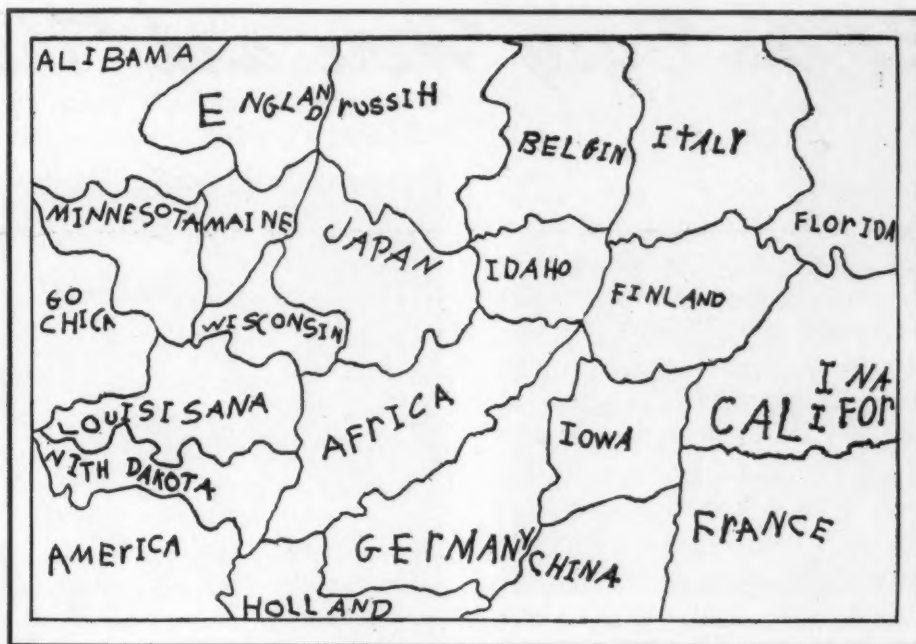 ALIBAMA
ENGLAND
russIH
BELGIN
ITALY
MINNESOTA
MAINE
JAPAN
IDAHO
FLOrIDA
GO
CHICA
WISCONSIN
FINLAND
LOUISISANA
AFrICA
IOWA
INA
CALIFOr
NITH DAKOTA
AMErICA
GErMANY
CHINA
FrANCE
HOLLAND